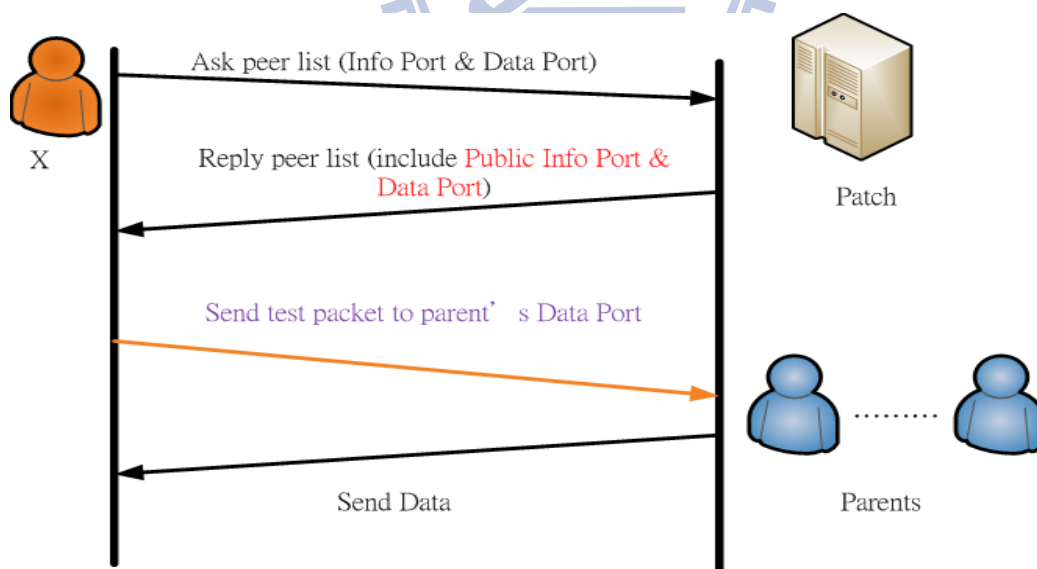 Ask peer list (Info Port & Data Port)
X
Reply peer list (include Public Info Port &
Data Port)
Patch
Send test packet to parent’s Data Port
Send Data
Parents